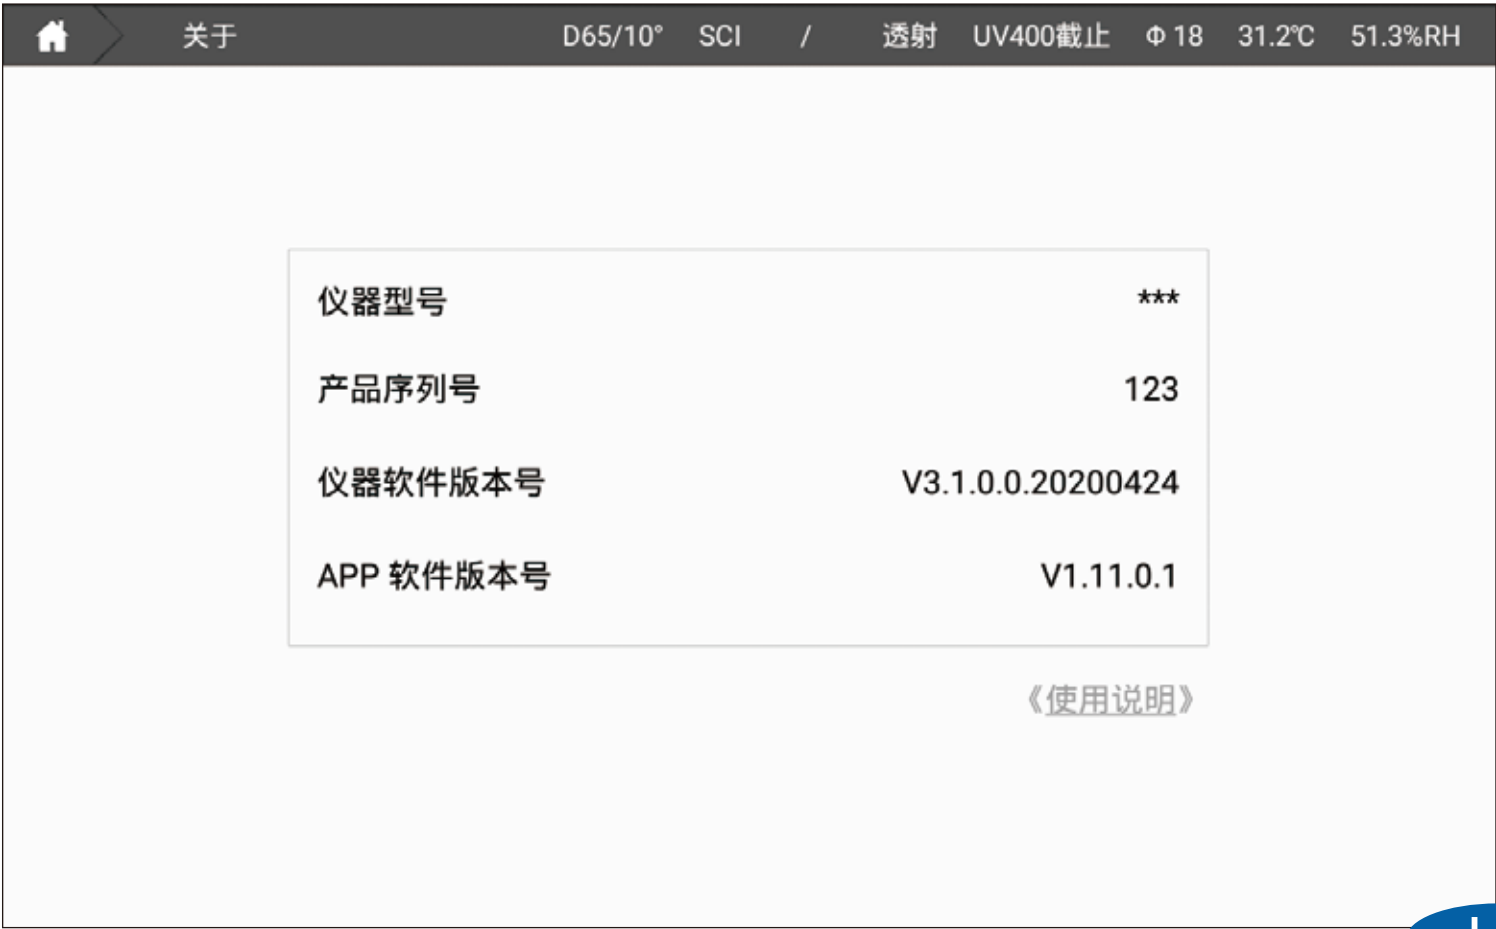 关于 D65/10° SCI / 透射 UV400截止 Φ 18 31.2℃ 51.3%RH
仪器型号 ***
产品序列号 123
仪器软件版本号 V3.1.0.0.20200424
APP 软件版本号 V1.11.0.1
《使用说明》